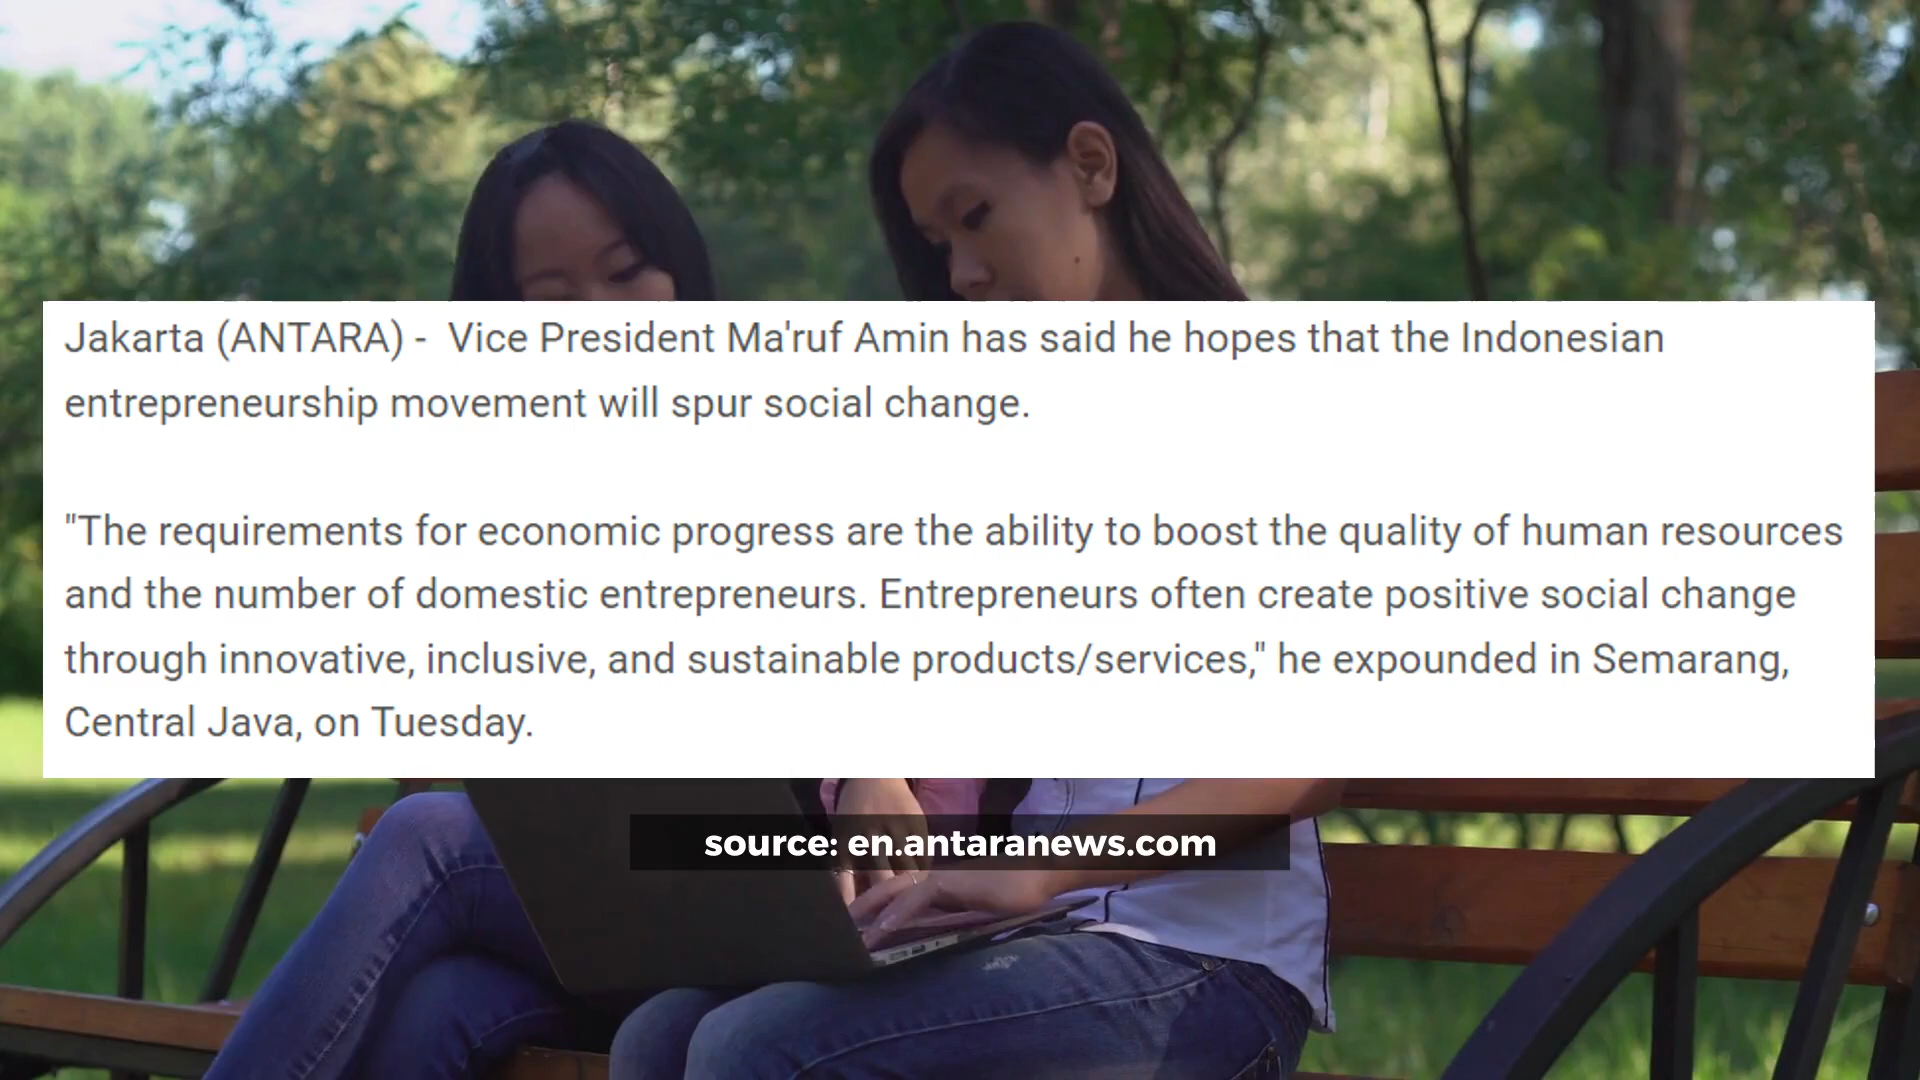 Jakarta (ANTARA) -  Vice President Ma'ruf Amin has said he hopes that the Indonesian
entrepreneurship movement will spur social change.
"The requirements for economic progress are the ability to boost the quality of human resources
and the number of domestic entrepreneurs. Entrepreneurs often create positive social change
through innovative, inclusive, and sustainable products/services," he expounded in Semarang,
Central Java, on Tuesday.
source: en.antaranews.com